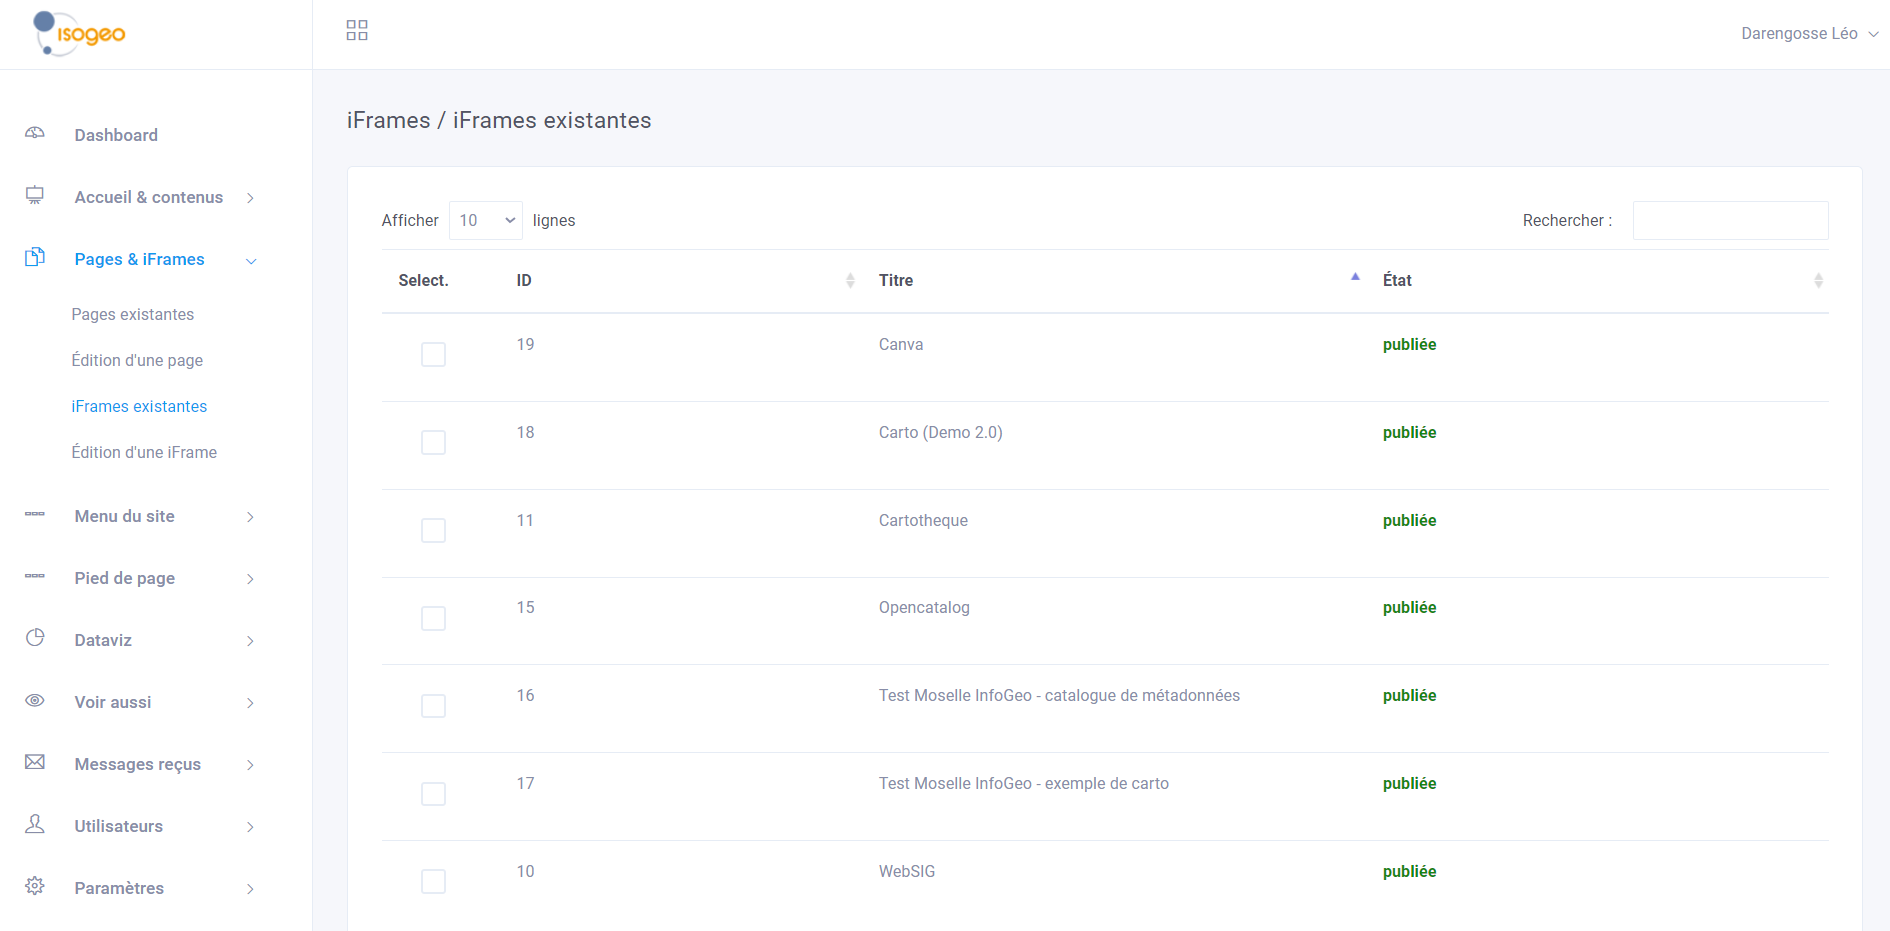 isogeo
Darengosse Léo
Dashboard
Accueil & contenus
Pages & iFrames
Pages existantes
Édition d'une page
iFrames existantes
Édition d'une iFrame
Menu du site
Pied de page
Dataviz
Voir aussi
Messages reçus
Utilisateurs
Paramètres
iFrames / iFrames existantes
Afficher 10 lignes
Rechercher :
Select. ID Titre État
19 Canva publiée
18 Carto (Demo 2.0) publiée
11 Cartotheque publiée
15 Opencatalog publiée
16 Test Moselle InfoGeo - catalogue de métadonnées publiée
17 Test Moselle InfoGeo - exemple de carto publiée
10 WebSIG publiée